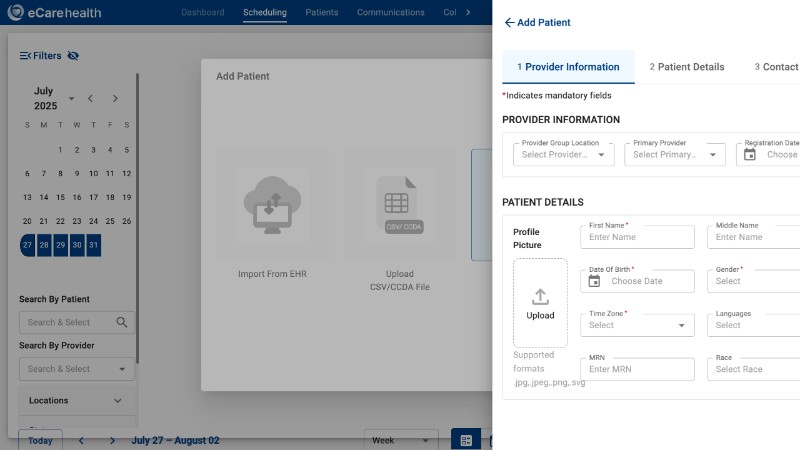 eCarehealth
Dashboard
Scheduling
Patients
Communications
Col
Filters
July
2025
S M T W T F S
1 2 3 4 5
6 7 8 9 10 11 12
13 14 15 16 17 18 19
20 21 22 23 24 25 26
27 28 29 30 31
Search By Patient
Search & Select
Search By Provider
Search & Select
Locations
Today
July 27 – August 02
Week
Add Patient
Import From EHR
CSV/ CCDA
Upload
CSV/CCDA File
Add Patient
1 Provider Information
2 Patient Details
3 Contact
*Indicates mandatory fields
PROVIDER INFORMATION
Provider Group Location
Select Provider...
Primary Provider
Select Primary...
Registration Date
Choose
PATIENT DETAILS
Profile
Picture
Upload
Supported
formats
.jpg,.jpeg,.png,.svg
First Name *
Enter Name
Middle Name
Enter Name
Date Of Birth *
Choose Date
Gender *
Select
Time Zone *
Select
Languages
Select
MRN
Enter MRN
Race
Select Race